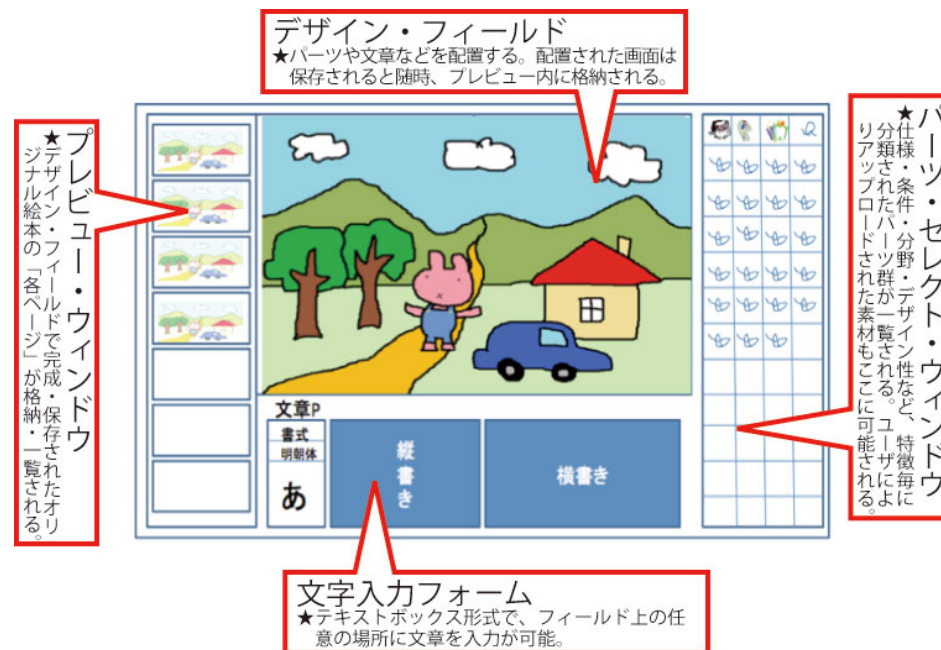 デザイン・フィールド
★パーツや文章などを配置する。配置された画面は
保存されると随時、プレビュー内に格納される。
プレビュー・ウィンドウ
★デザイン・フィールドで完成・保存されたオリ
ジナル絵本の「各ページ」が格納・一覧される。
パーツ・セレクト・ウィンドウ
★仕様・条件・分野・デザイン性など、特徴毎に
分類されたパーツ群が一覧される。ユーザによ
りアップロードされた素材もここに可能される。
文章P
書式
明朝体
あ
縦書き
横書き
文字入力フォーム
★テキストボックス形式で、フィールド上の任
意の場所に文章を入力が可能。